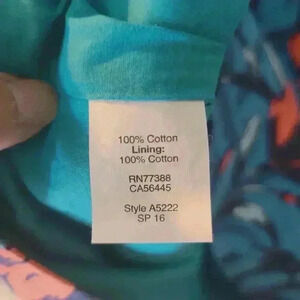 100% Cotton
Lining:
100% Cotton
RN77388
CA56445
Style A5222
SP 16